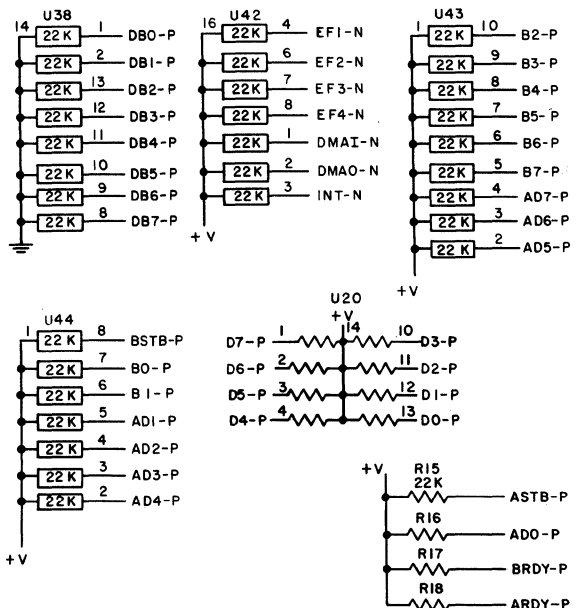 U38
14 22K 1 DB0-P
22K 2 DB1-P
22K 13 DB2-P
22K 12 DB3-P
22K 11 DB4-P
22K 10 DB5-P
22K 9 DB6-P
22K 8 DB7-P
U42
16 22K 4 EF1-N
22K 6 EF2-N
22K 7 EF3-N
22K 8 EF4-N
22K 1 DMAI-N
22K 2 DMAO-N
22K 3 INT-N
+V
U43
1 22K 10 B2-P
22K 9 B3-P
22K 8 B4-P
22K 7 B5-P
22K 6 B6-P
22K 5 B7-P
22K 4 AD7-P
22K 3 AD6-P
22K 2 AD5-P
+V
U44
1 22K 8 BSTB-P
22K 7 B0-P
22K 6 B1-P
22K 5 AD1-P
22K 4 AD2-P
22K 3 AD3-P
22K 2 AD4-P
+V
U20
+V
D7-P 1 14 10 D3-P
D6-P 2 11 D2-P
D5-P 3 12 D1-P
D4-P 4 13 D0-P
+V R15
22K
ASTB-P
R16
AD0-P
R17
BRDY-P
R18
ARDY-P